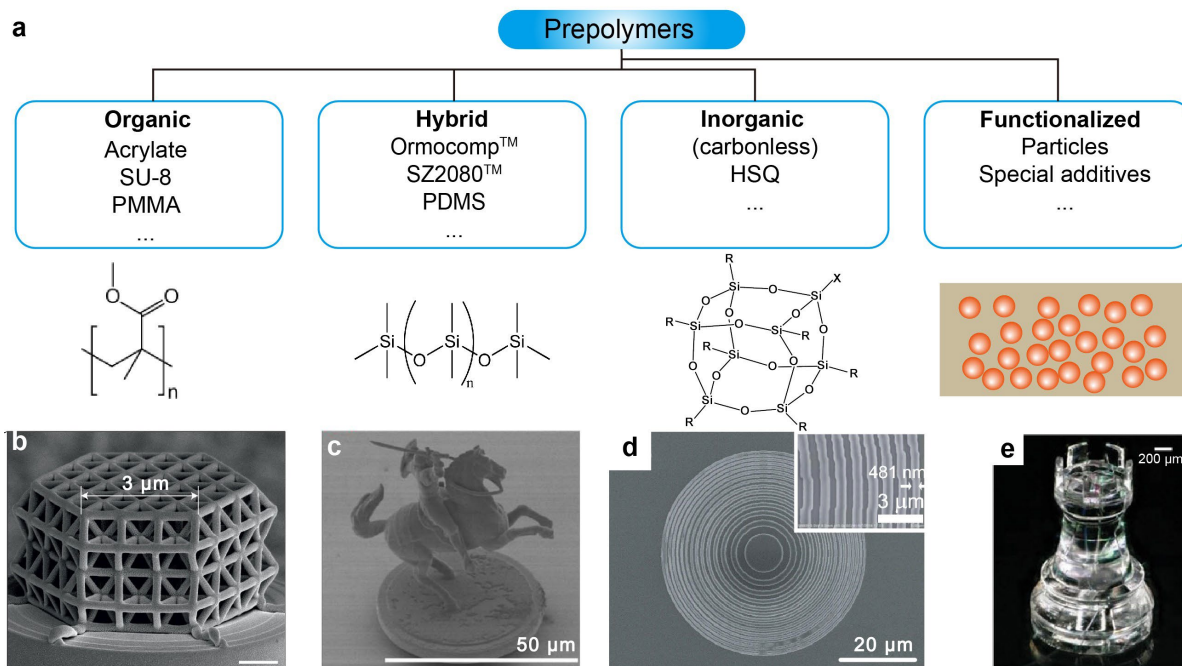 a
Prepolymers
Organic
Acrylate
SU-8
PMMA
...
Hybrid
Ormocomp™
SZ2080™
PDMS
...
Inorganic
(carbonless)
HSQ
...
Functionalized
Particles
Special additives
...
O
O
n
Si
O
Si
O
Si
n
R
Si
O
Si
X
O
O
O
O
R
Si
O
Si
R
R
Si
O
Si
R
O
O
O
O
Si
O
Si
R
R
b
3 μm
c
50 μm
d
481 nm
3 μm
20 μm
e
200 μm